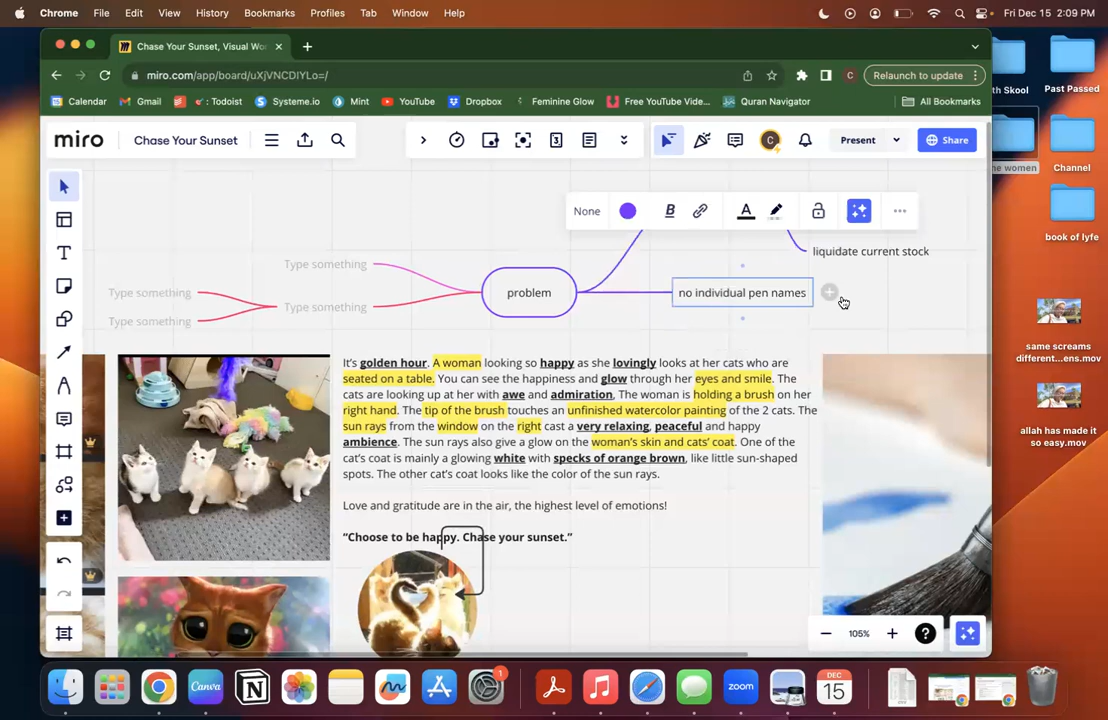 Chrome File Edit View History Bookmarks Profiles Tab Window Help Fri Dec 15 2:09 PM
Chase Your Sunset, Visual Wo
miro.com/app/board/uXjVNCDIYLo=/ C Relaunch to update
Calendar Gmail : Todoist Systeme.io Mint YouTube Dropbox Feminine Glow Free YouTube Vide... Quran Navigator All Bookmarks
miro Chase Your Sunset 3 C Present Share
None B A
Type something
Type something
Type something
Type something
problem
liquidate current stock
no individual pen names
It's golden hour. A woman looking so happy as she lovingly looks at her cats who are
seated on a table. You can see the happiness and glow through her eyes and smile. The
cats are looking up at her with awe and admiration, The woman is holding a brush on her
right hand. The tip of the brush touches an unfinished watercolor painting of the 2 cats. The
sun rays from the window on the right cast a very relaxing, peaceful and happy
ambience. The sun rays also give a glow on the woman's skin and cats' coat. One of the
cat's coat is mainly a glowing white with specks of orange brown, like little sun-shaped
spots. The other cat's coat looks like the color of the sun rays.
Love and gratitude are in the air, the highest level of emotions!
"Choose to be happy. Chase your sunset."
105%
th Skool
Past Passed
ne women
Channel
book of lyfe
same screams
different...ens.mov
allah has made it
so easy.mov
Canva
1
zoom
DEC
15